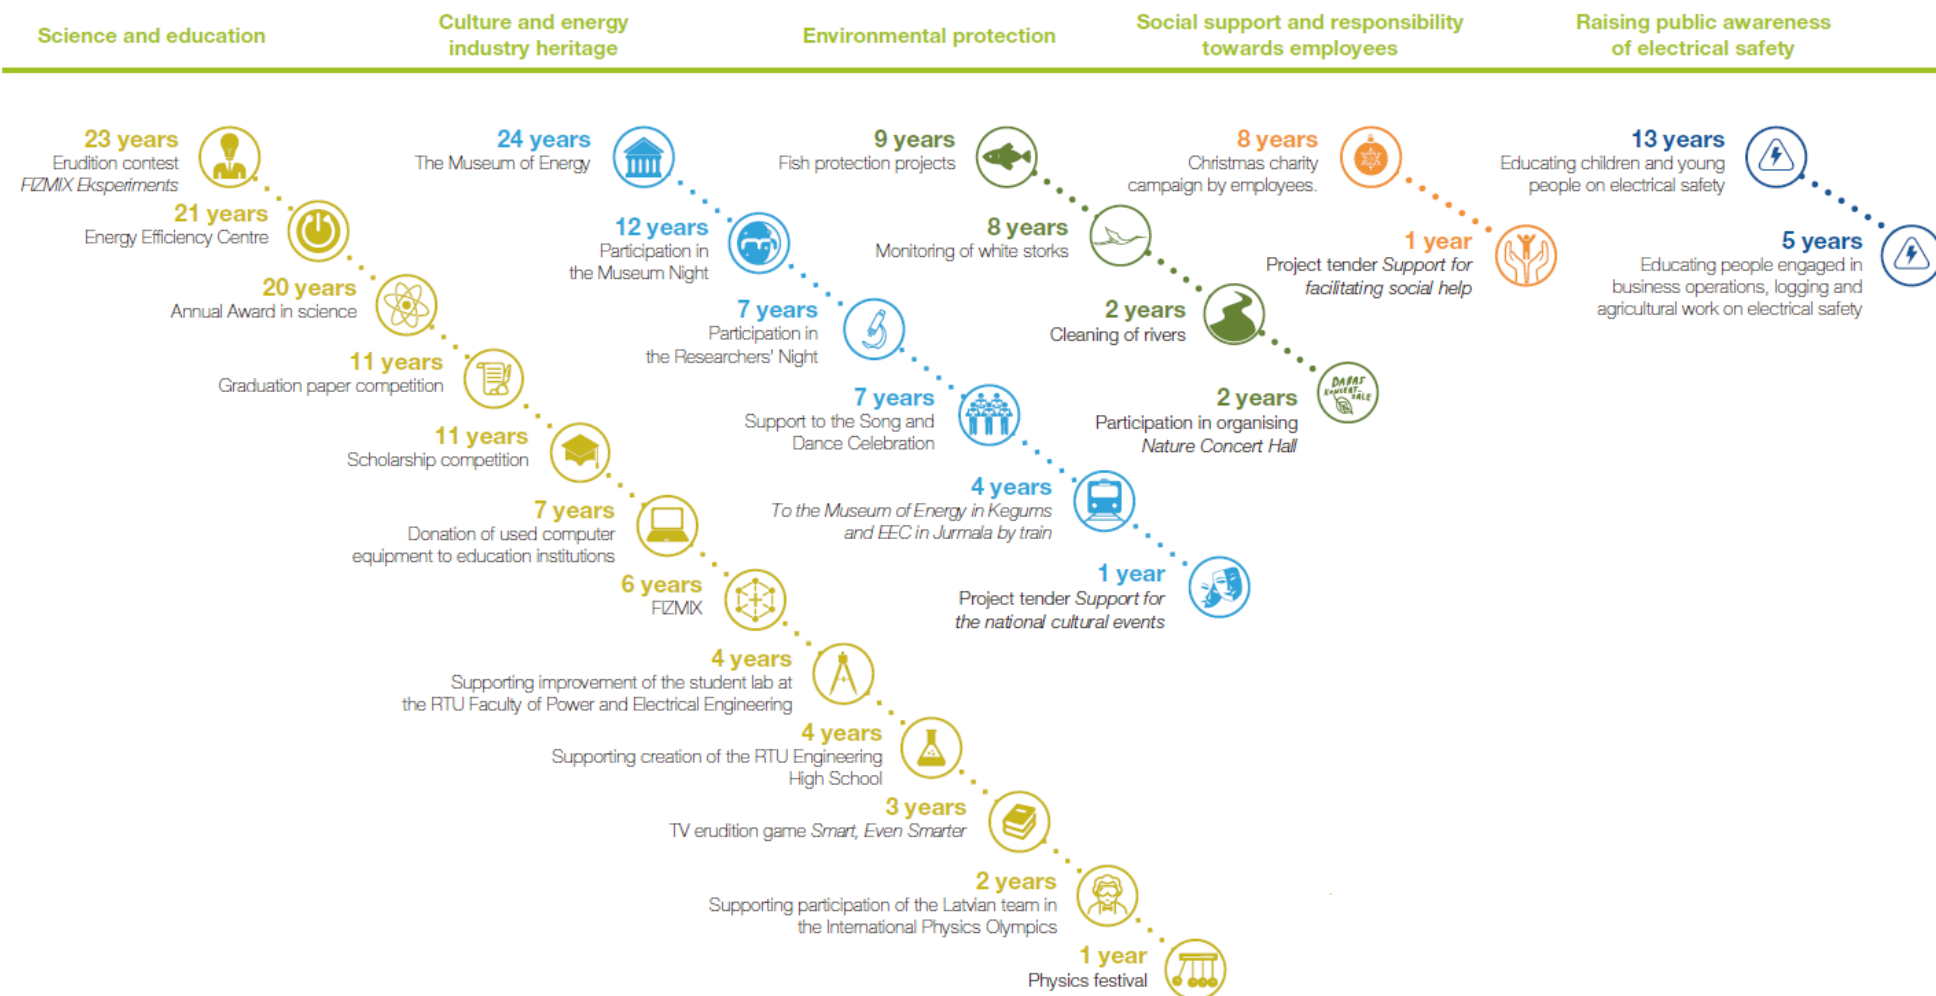 Science and education
Culture and energy
industry heritage
Environmental protection
Social support and responsibility
towards employees
Raising public awareness
of electrical safety
23 years
Erudition contest
FIZMIX Eksperiments
21 years
Energy Efficiency Centre
20 years
Annual Award in science
11 years
Graduation paper competition
11 years
Scholarship competition
7 years
Donation of used computer
equipment to education institutions
6 years
FIZMIX
4 years
Supporting improvement of the student lab at
the RTU Faculty of Power and Electrical Engineering
4 years
Supporting creation of the RTU Engineering
High School
3 years
TV erudition game Smart, Even Smarter
2 years
Supporting participation of the Latvian team in
the International Physics Olympics
1 year
Physics festival
24 years
The Museum of Energy
12 years
Participation in
the Museum Night
7 years
Participation in
the Researchers' Night
7 years
Support to the Song and
Dance Celebration
4 years
To the Museum of Energy in Kegums
and EEC in Jurmala by train
1 year
Project tender Support for
the national cultural events
9 years
Fish protection projects
8 years
Monitoring of white storks
2 years
Cleaning of rivers
2 years
Participation in organising
Nature Concert Hall
DABAS
KONCERT-
ZĀLE
8 years
Christmas charity
campaign by employees.
1 year
Project tender Support for
facilitating social help
13 years
Educating children and young
people on electrical safety
5 years
Educating people engaged in
business operations, logging and
agricultural work on electrical safety